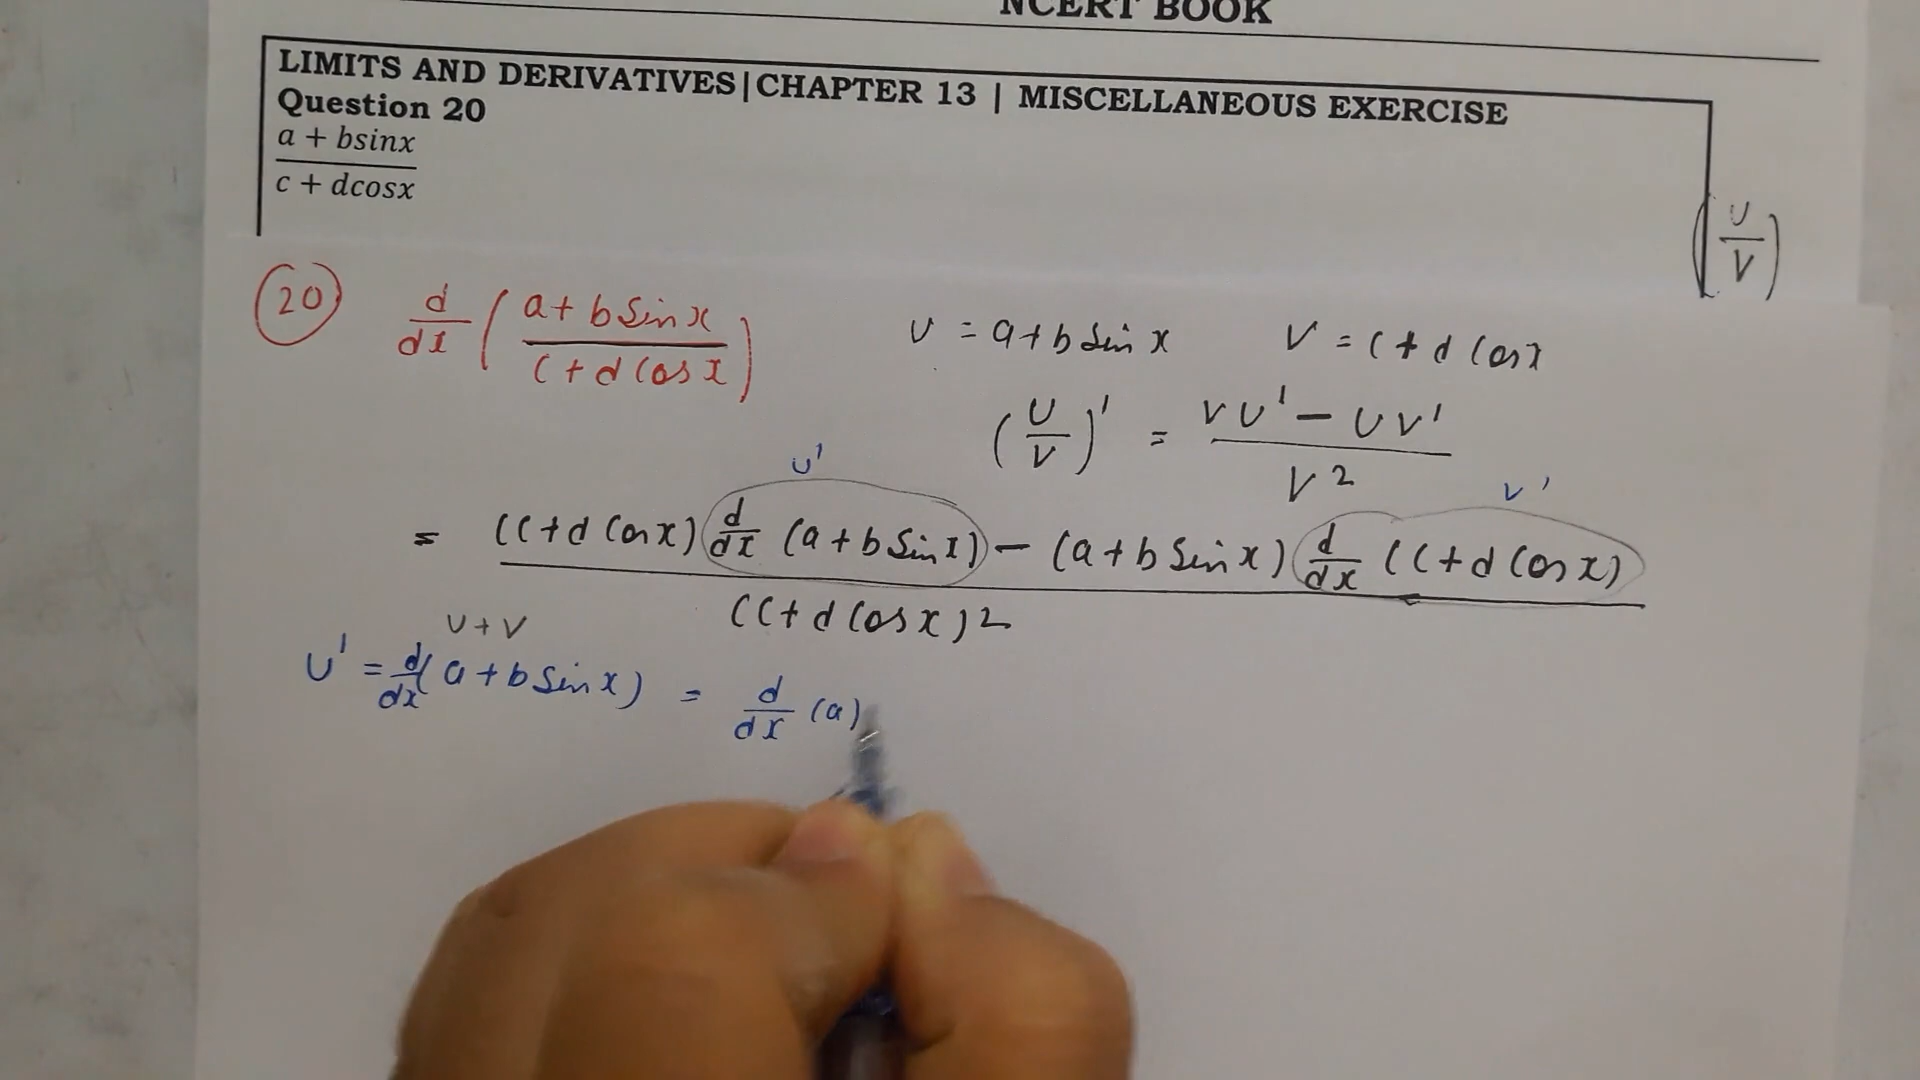 NCERT BOOK
LIMITS AND DERIVATIVES|CHAPTER 13 | MISCELLANEOUS EXERCISE
Question 20
a + bsinx
c + dcosx
(U/V)
20 d/dx (a+b Sin x / c+d Cos x) U = a+b Sin x V = c+d Cos x
(U/V)' = VU' - UV' / V²
U' V'
= (c+d Cos x) d/dx (a+b Sin x) - (a+b Sin x) d/dx (c+d Cos x)
(c+d Cos x)2
U+V
U' = d/dx (a+b Sin x) = d/dx (a)